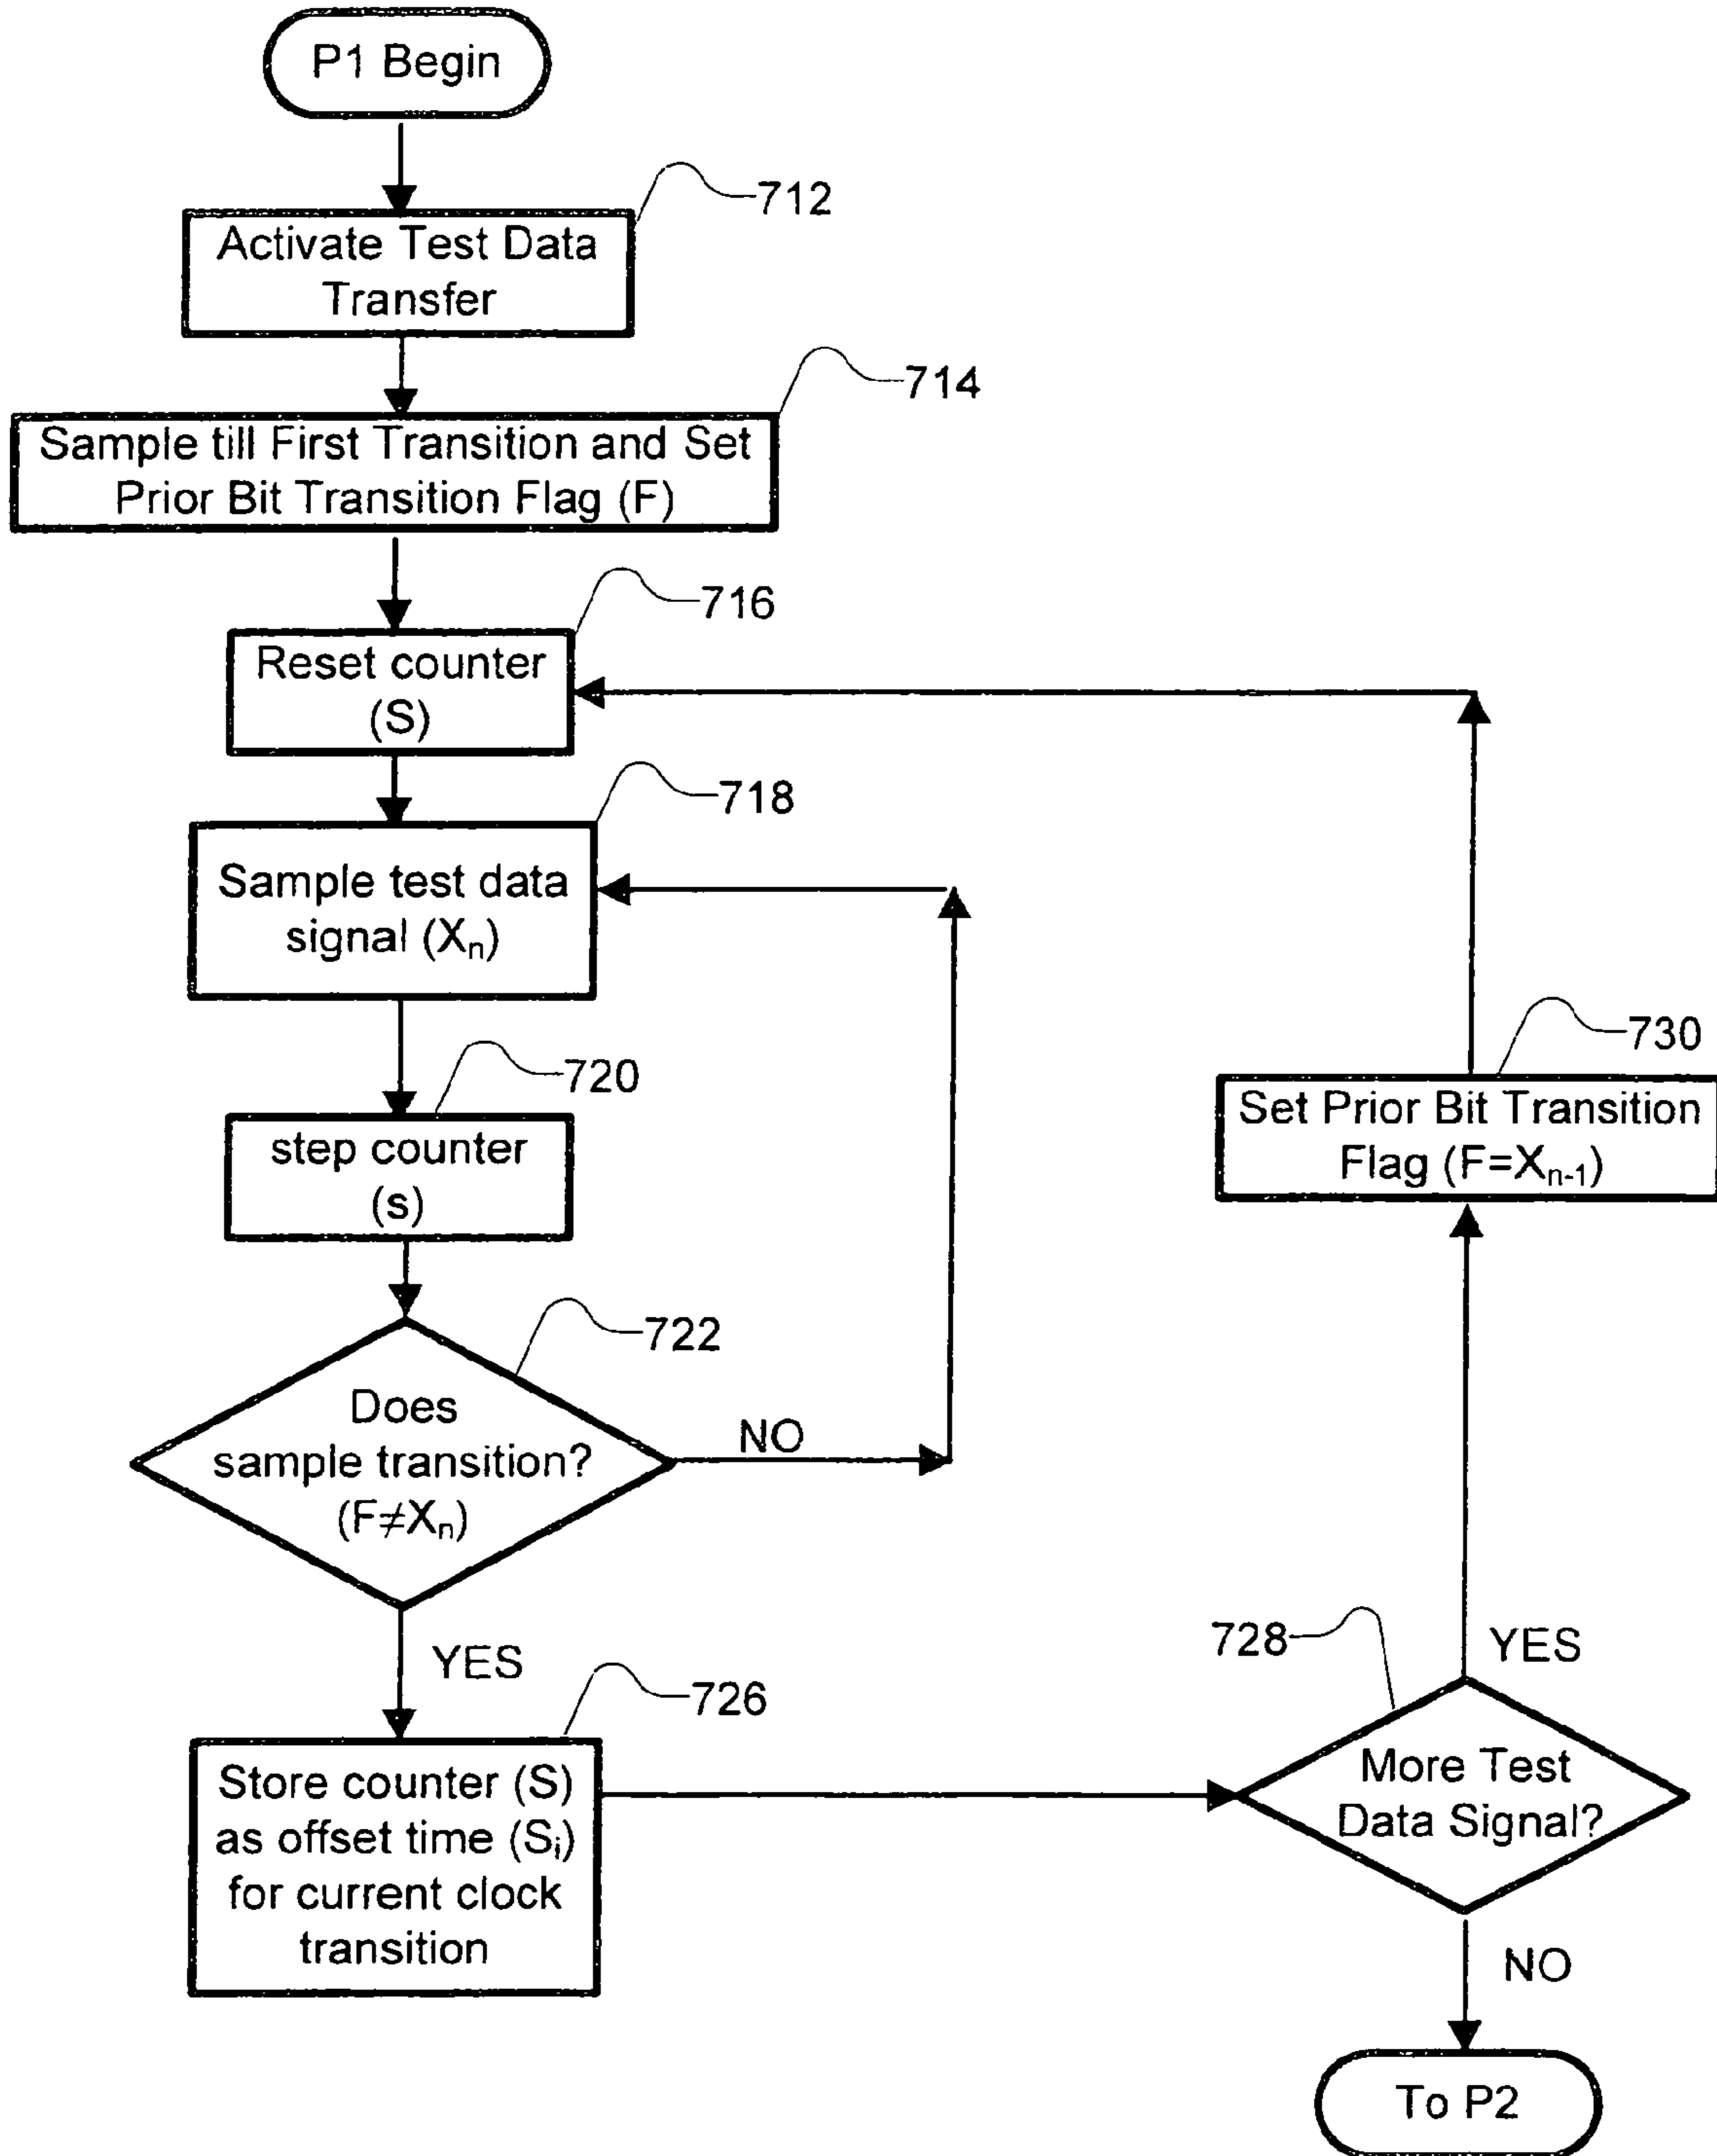 P1 Begin
712
Activate Test Data
Transfer
714
Sample till First Transition and Set
Prior Bit Transition Flag (F)
716
Reset counter
(S)
718
Sample test data
signal (Xₙ)
720
step counter
(s)
730
Set Prior Bit Transition
Flag (F=Xₙ₋₁)
722
Does
sample transition?
(F≠Xₙ)
NO
YES
726
Store counter (S)
as offset time (Sᵢ)
for current clock
transition
728
YES
More Test
Data Signal?
NO
To P2